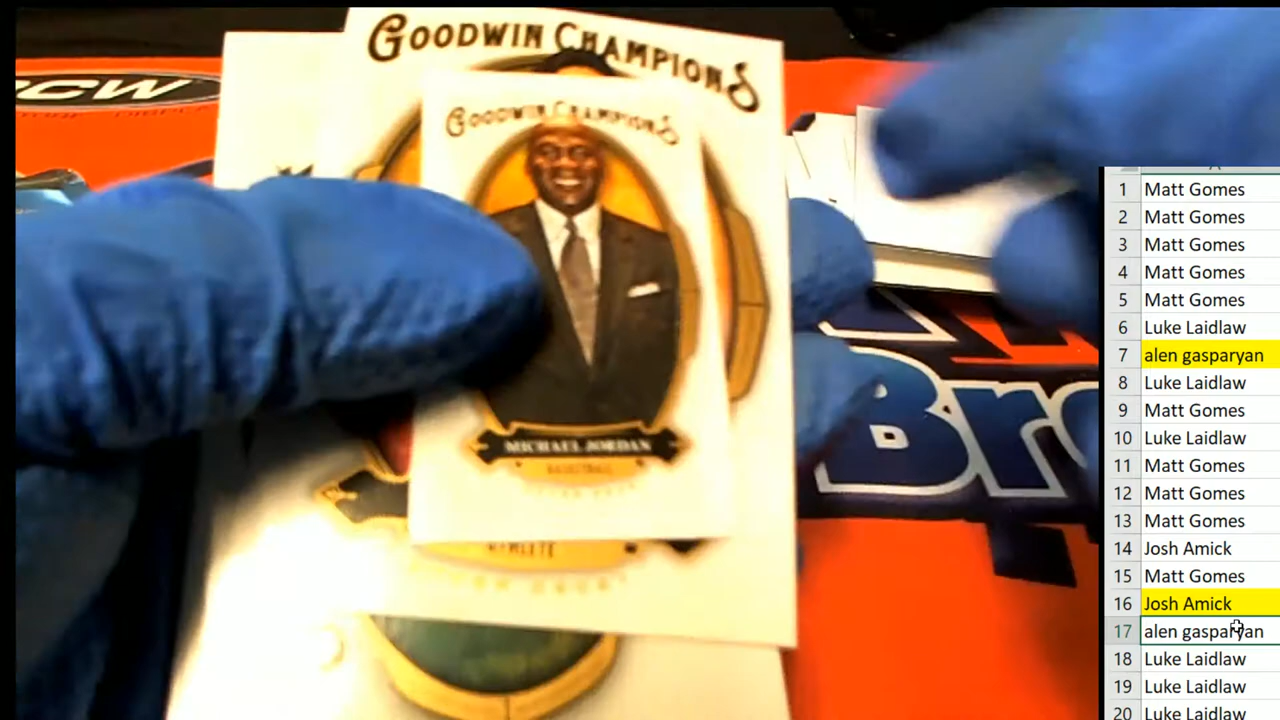 GOODWIN CHAMPIONS
GOODWIN CHAMPIONS
MICHAEL JORDAN
BASKETBALL
CW
Br
1 Matt Gomes
2 Matt Gomes
3 Matt Gomes
4 Matt Gomes
5 Matt Gomes
6 Luke Laidlaw
7 alen gasparyan
8 Luke Laidlaw
9 Matt Gomes
10 Luke Laidlaw
11 Matt Gomes
12 Matt Gomes
13 Matt Gomes
14 Josh Amick
15 Matt Gomes
16 Josh Amick
17 alen gasparyan
18 Luke Laidlaw
19 Luke Laidlaw
20 Luke Laidlaw